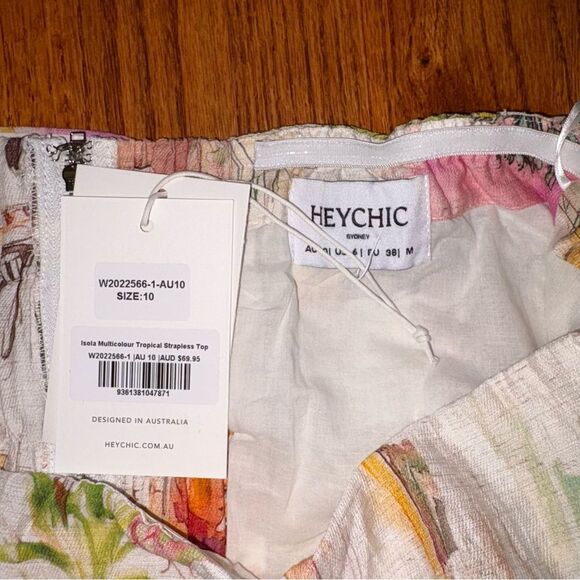 W2022566-1-AU10
SIZE:10
Isola Multicolour Tropical Strapless Top
W2022566-1 |AU 10 |AUD $69.95
9361381047871
DESIGNED IN AUSTRALIA
HEYCHIC.COM.AU
HEYCHIC
SYDNEY
38| M